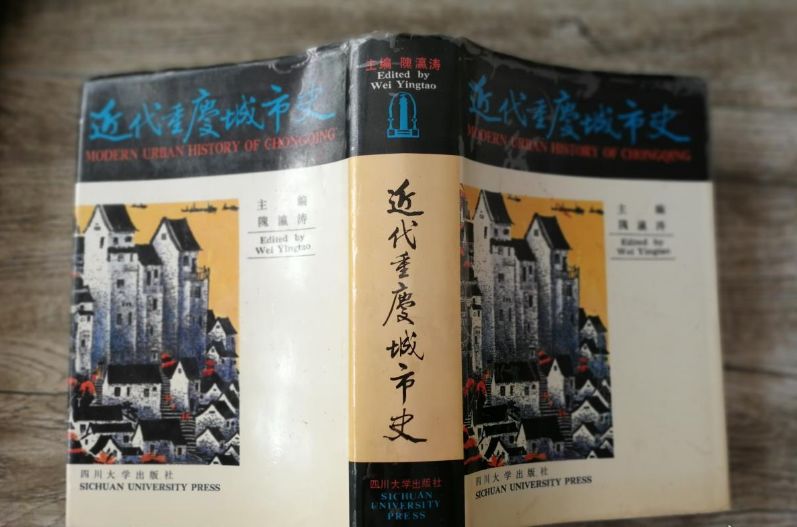 近代重慶城市史
MODERN URBAN HISTORY OF CHONGQING
主 编
隗瀛涛
Edited by
Wei Yingtao
四川大学出版社
SICHUAN UNIVERSITY PRESS
主编-隗瀛涛
Edited by
Wei Yingtao
近代重慶城市史
四川大学出版社
SICHUAN
UNIVERSITY
PRESS
近代重慶城市史
MODERN URBAN HISTORY OF CHONGQING
主 编
隗瀛涛
Edited by
Wei Yingtao
四川大学出版社
SICHUAN UNIVERSITY PRESS